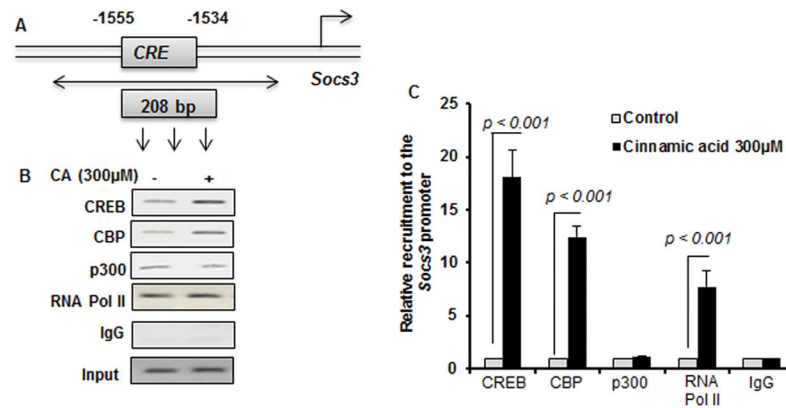 A
-1555
-1534
CRE
Socs3
208 bp
B
CA (300µM)
-
+
CREB
CBP
p300
RNA Pol II
IgG
Input
C
Relative recruitment to the
Socs3 promoter
25
20
15
10
5
0
Control
Cinnamic acid 300µM
p < 0.001
p < 0.001
p < 0.001
CREB
CBP
p300
RNA
Pol II
IgG